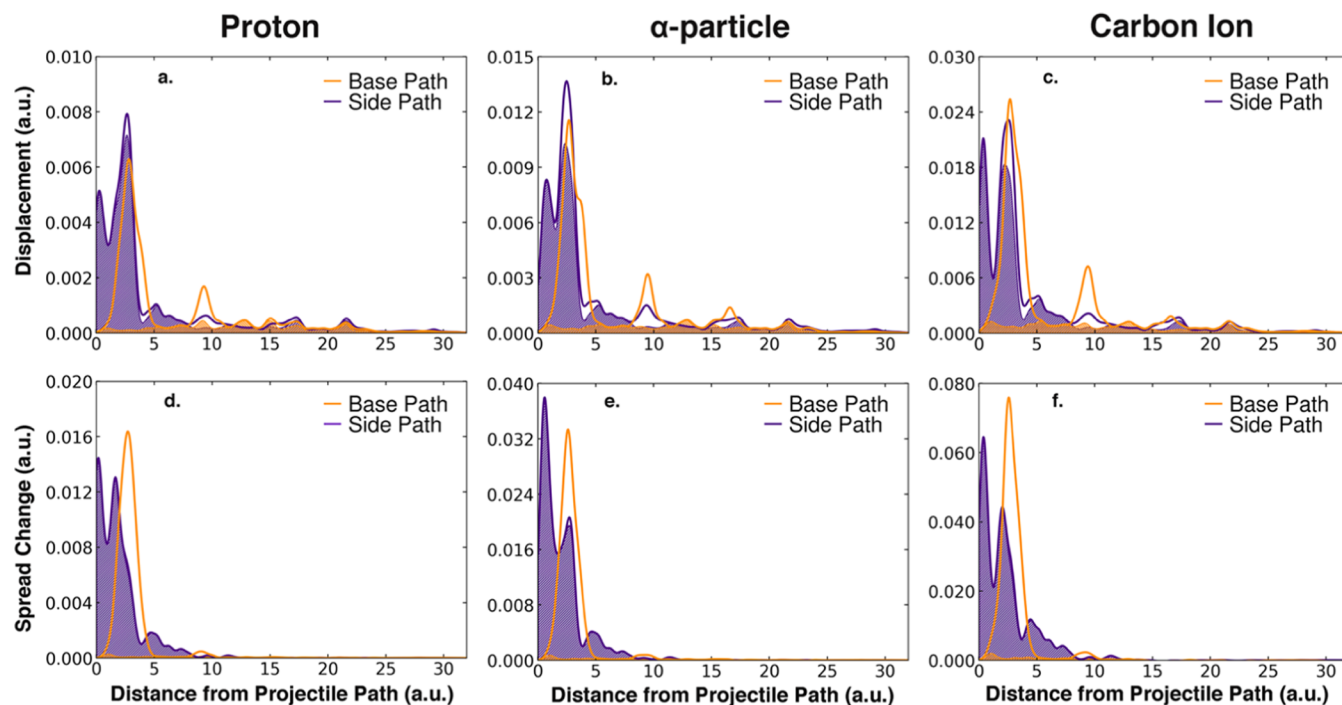 Proton
α-particle
Carbon Ion
Displacement (a.u.)
0.010
0.008
0.006
0.004
0.002
0.000
a.
Base Path
Side Path
0 5 10 15 20 25 30
0.015
0.012
0.009
0.006
0.003
0.000
b.
Base Path
Side Path
0 5 10 15 20 25 30
0.030
0.024
0.018
0.012
0.006
0.000
c.
Base Path
Side Path
0 5 10 15 20 25 30
Spread Change (a.u.)
0.020
0.016
0.012
0.008
0.004
0.000
d.
Base Path
Side Path
0 5 10 15 20 25 30
Distance from Projectile Path (a.u.)
0.040
0.032
0.024
0.016
0.008
0.000
e.
Base Path
Side Path
0 5 10 15 20 25 30
Distance from Projectile Path (a.u.)
0.080
0.060
0.040
0.020
0.000
f.
Base Path
Side Path
0 5 10 15 20 25 30
Distance from Projectile Path (a.u.)